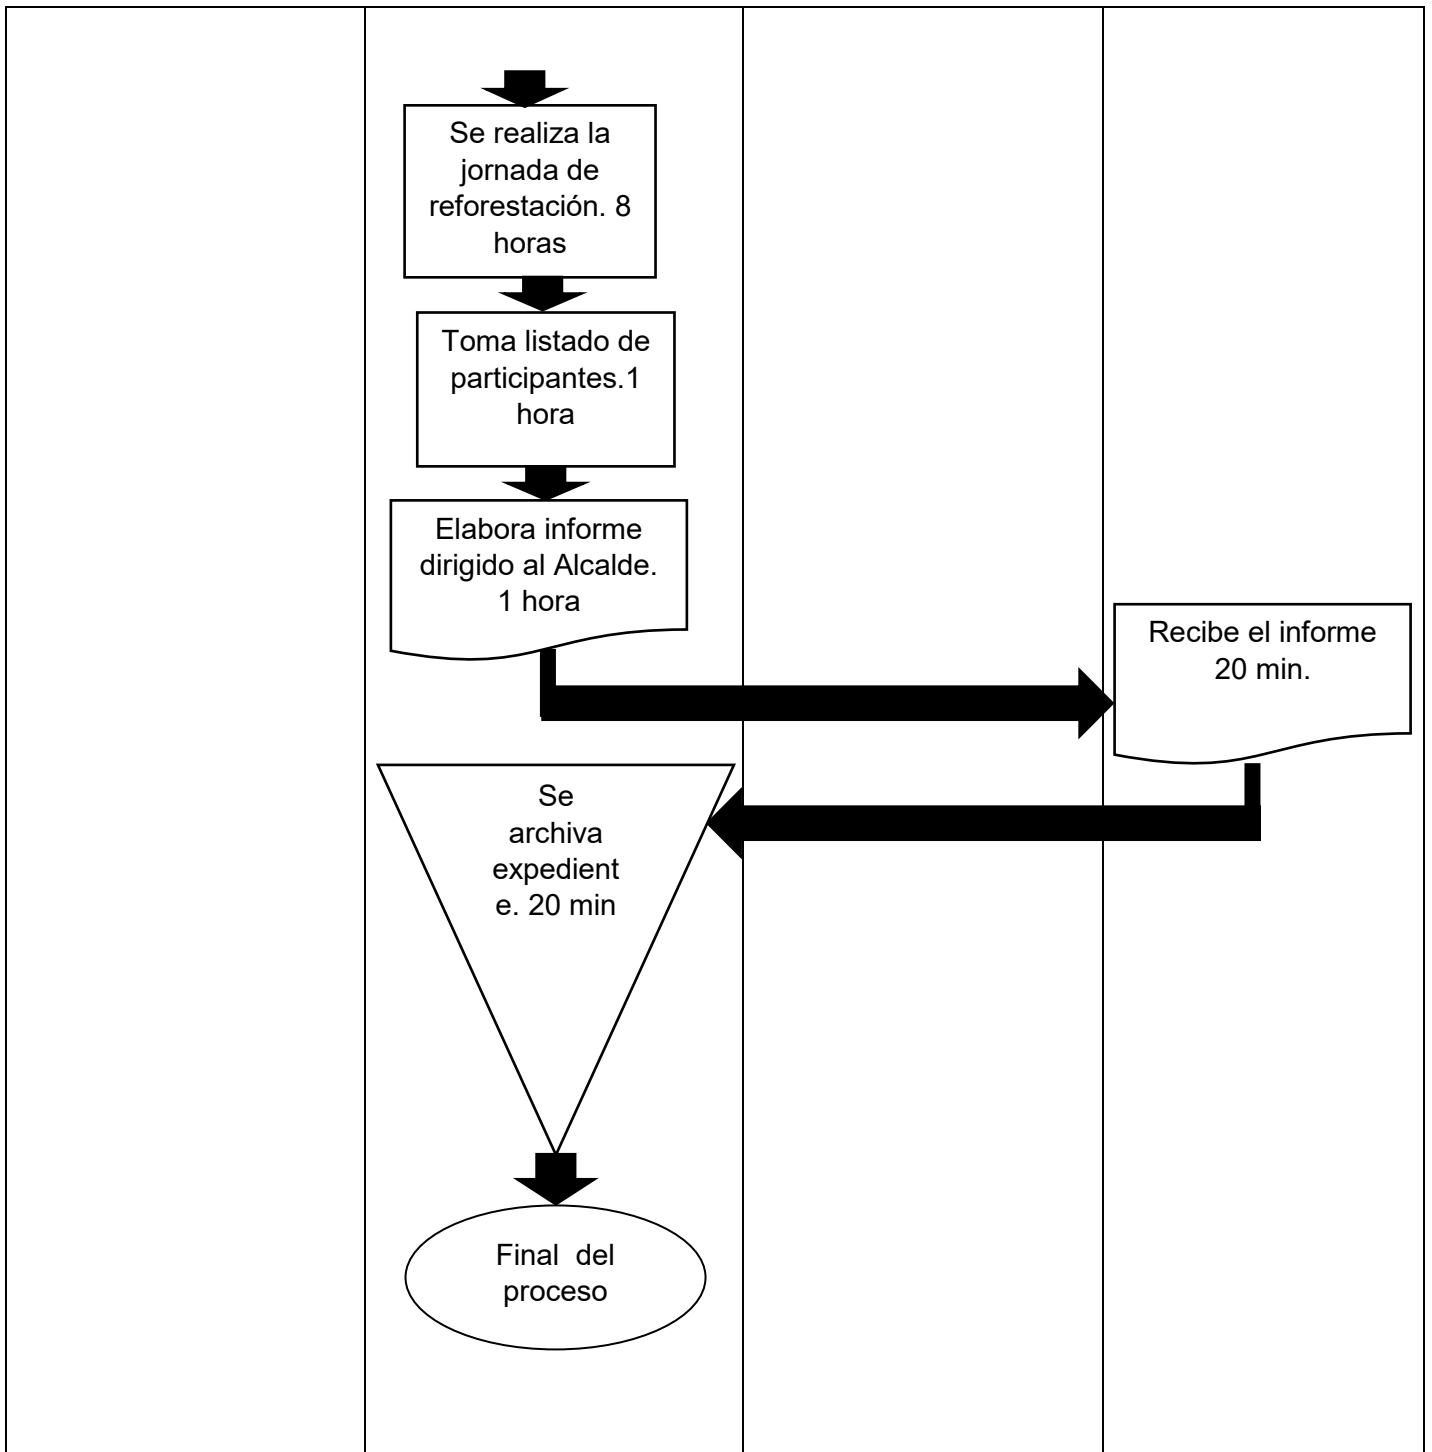 Se realiza la
jornada de
reforestación. 8
horas
Toma listado de
participantes.1
hora
Elabora informe
dirigido al Alcalde.
1 hora
Recibe el informe
20 min.
Se
archiva
expedient
e. 20 min
Final  del
proceso